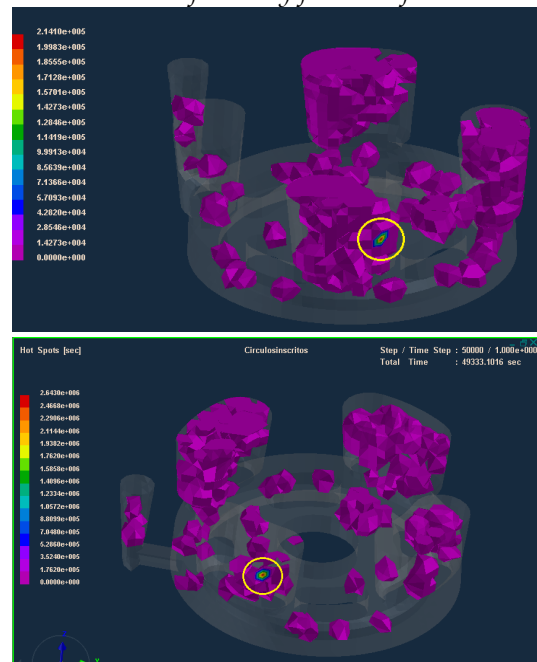 2.1410e+005
1.9983e+005
1.8555e+005
1.7128e+005
1.5701e+005
1.4273e+005
1.2846e+005
1.1419e+005
9.9913e+004
8.5639e+004
7.1366e+004
5.7093e+004
4.2820e+004
2.8546e+004
1.4273e+004
0.0000e+000
Hot Spots [sec] Circulosinscritos Step / Time Step : 50000 / 1.000e+000
Total Time : 49333.1016 sec
2.6430e+006
2.4668e+006
2.2906e+006
2.1144e+006
1.9382e+006
1.7620e+006
1.5858e+006
1.4096e+006
1.2334e+006
1.0572e+006
8.8099e+005
7.0480e+005
5.2860e+005
3.5240e+005
1.7620e+005
0.0000e+000